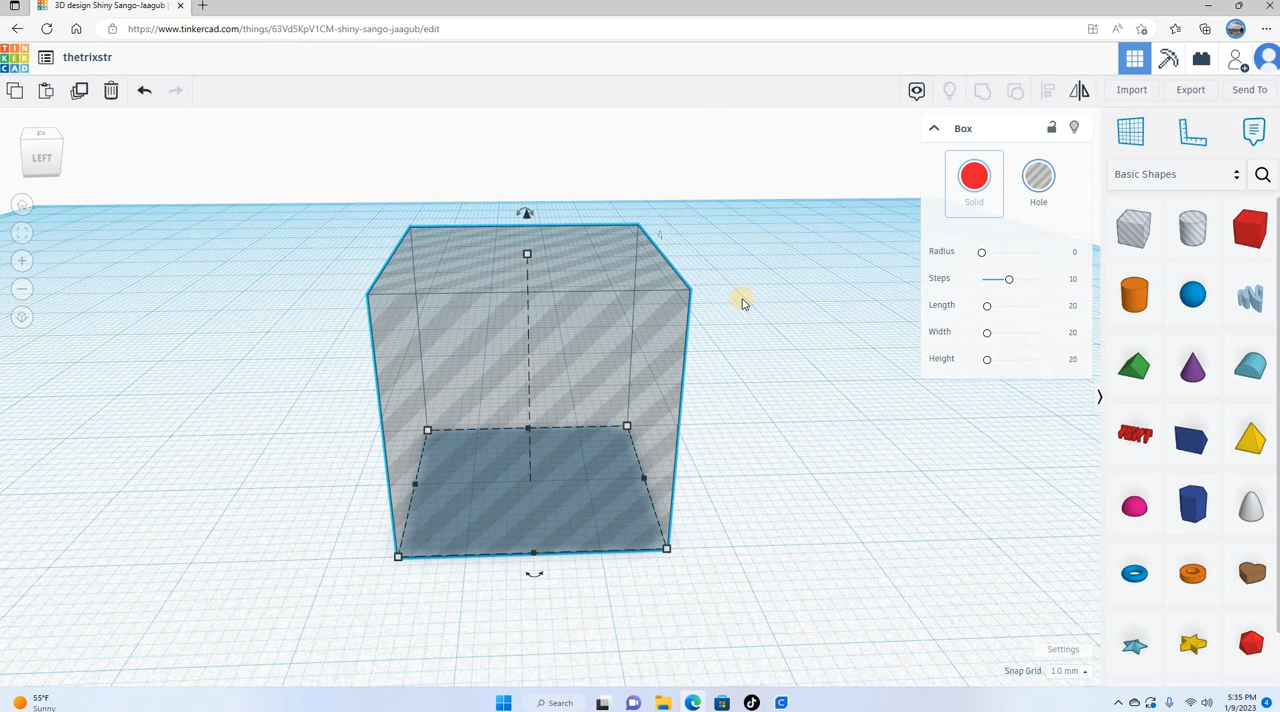 3D design Shiny Sango-Jaagub |
https://www.tinkercad.com/things/63Vd5KpV1CM-shiny-sango-jaagub/edit
TIN
KER
CAD
thetrixstr
Import
Export
Send To
LEFT
Box
Solid
Hole
Radius 0
Steps 10
Length 20
Width 20
Height 20
Basic Shapes
TEXT
Settings
Snap Grid 1.0 mm
55°F
Sunny
Search
5:35 PM
1/9/2023
4